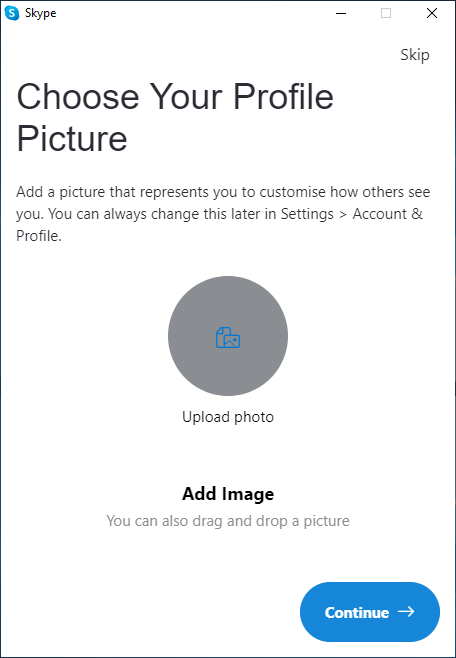 Skype
Skip
Choose Your Profile
Picture
Add a picture that represents you to customise how others see
you. You can always change this later in Settings > Account &
Profile.
Upload photo
Add Image
You can also drag and drop a picture
Continue →